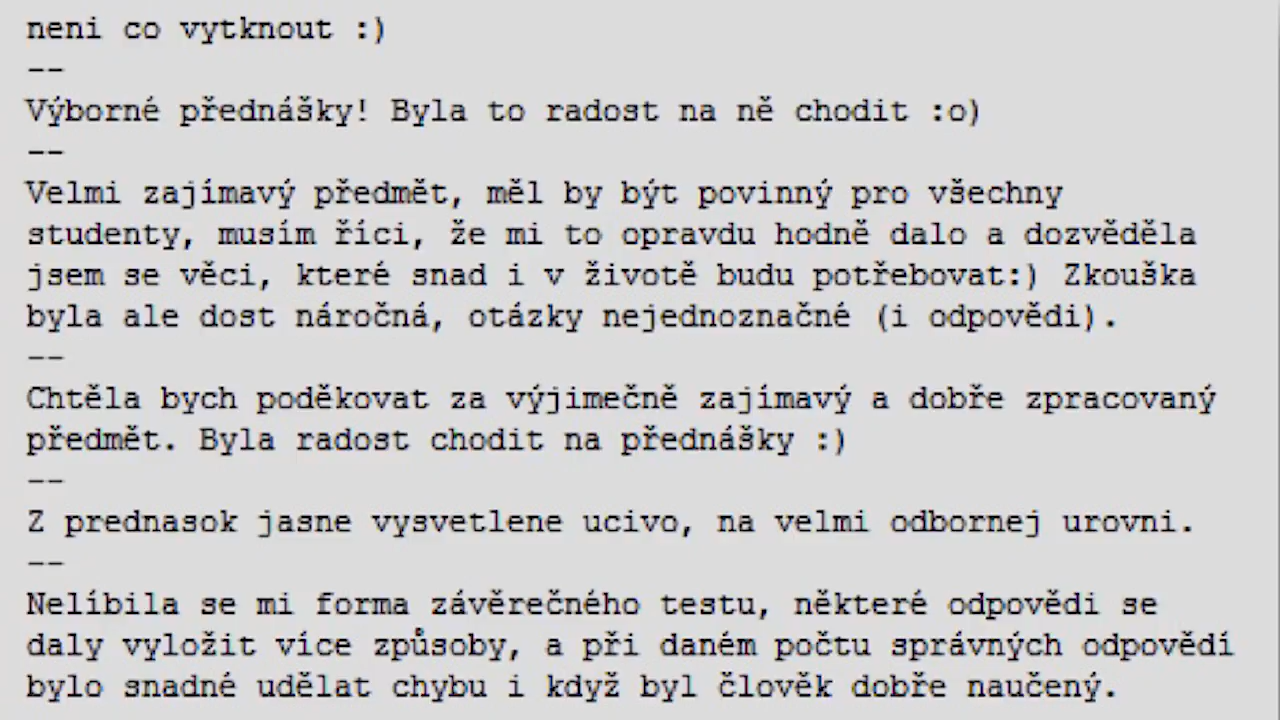 neni co vytknout :)
--
Výborné přednášky! Byla to radost na ně chodit :o)
--
Velmi zajímavý předmět, měl by být povinný pro všechny
studenty, musím říci, že mi to opravdu hodně dalo a dozvěděla
jsem se věci, které snad i v životě budu potřebovat:) Zkouška
byla ale dost náročná, otázky nejednoznačné (i odpovědi).
--
Chtěla bych poděkovat za výjimečně zajímavý a dobře zpracovaný
předmět. Byla radost chodit na přednášky :)
--
Z prednasok jasne vysvetlene ucivo, na velmi odbornej urovni.
--
Nelíbila se mi forma závěrečného testu, některé odpovědi se
daly vyložit více způsoby, a při daném počtu správných odpovědí
bylo snadné udělat chybu i když byl člověk dobře naučený.